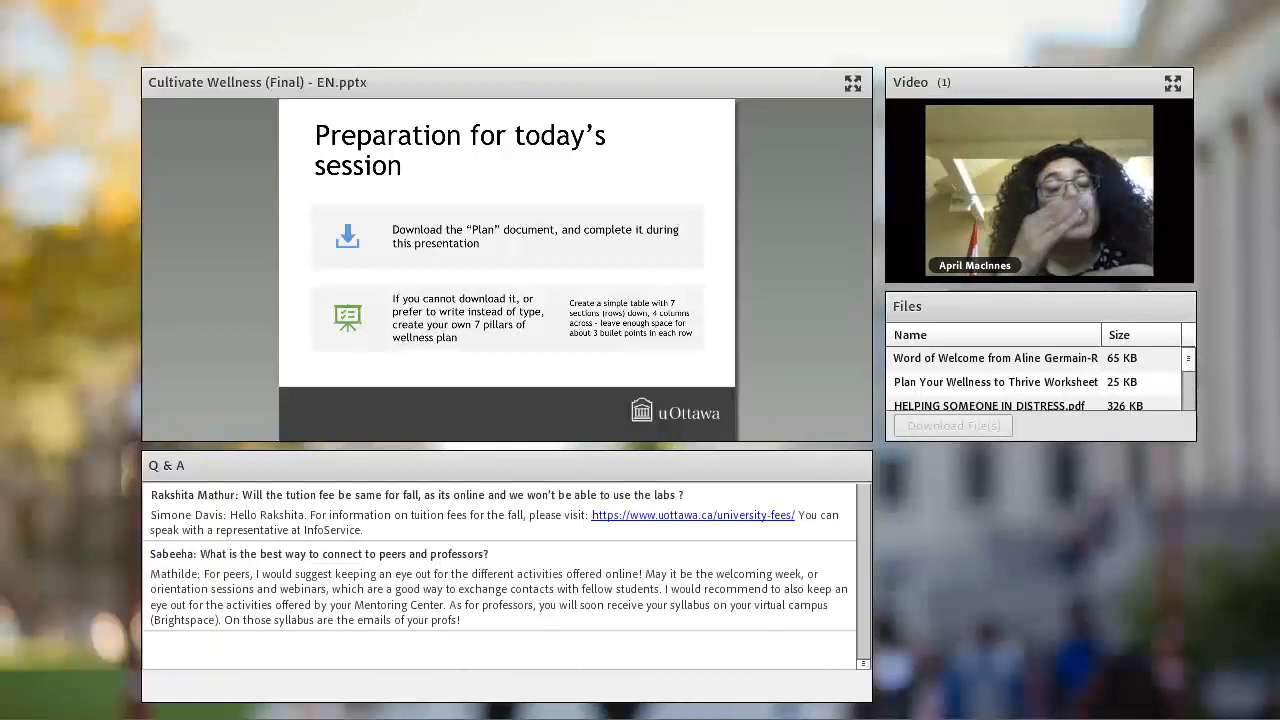 Cultivate Wellness (Final) - EN.pptx
Preparation for today's
session
Download the "Plan" document, and complete it during
this presentation
If you cannot download it, or
prefer to write instead of type,
create your own 7 pillars of
wellness plan
Create a simple table with 7
sections (rows) down, 4 columns
across - leave enough space for
about 3 bullet points in each row
uOttawa
Video (1)
April MacInnes
Files
Name Size
Word of Welcome from Aline Germain-R 65 KB
Plan Your Wellness to Thrive Worksheet 25 KB
HELPING SOMEONE IN DISTRESS.pdf 326 KB
Download File(s)
Q & A
Rakshita Mathur: Will the tution fee be same for fall, as its online and we won't be able to use the labs ?
Simone Davis: Hello Rakshita. For information on tuition fees for the fall, please visit: https://www.uottawa.ca/university-fees/ You can
speak with a representative at InfoService.
Sabeeha: What is the best way to connect to peers and professors?
Mathilde: For peers, I would suggest keeping an eye out for the different activities offered online! May it be the welcoming week, or
orientation sessions and webinars, which are a good way to exchange contacts with fellow students. I would recommend to also keep an
eye out for the activities offered by your Mentoring Center. As for professors, you will soon receive your syllabus on your virtual campus
(Brightspace). On those syllabus are the emails of your profs!